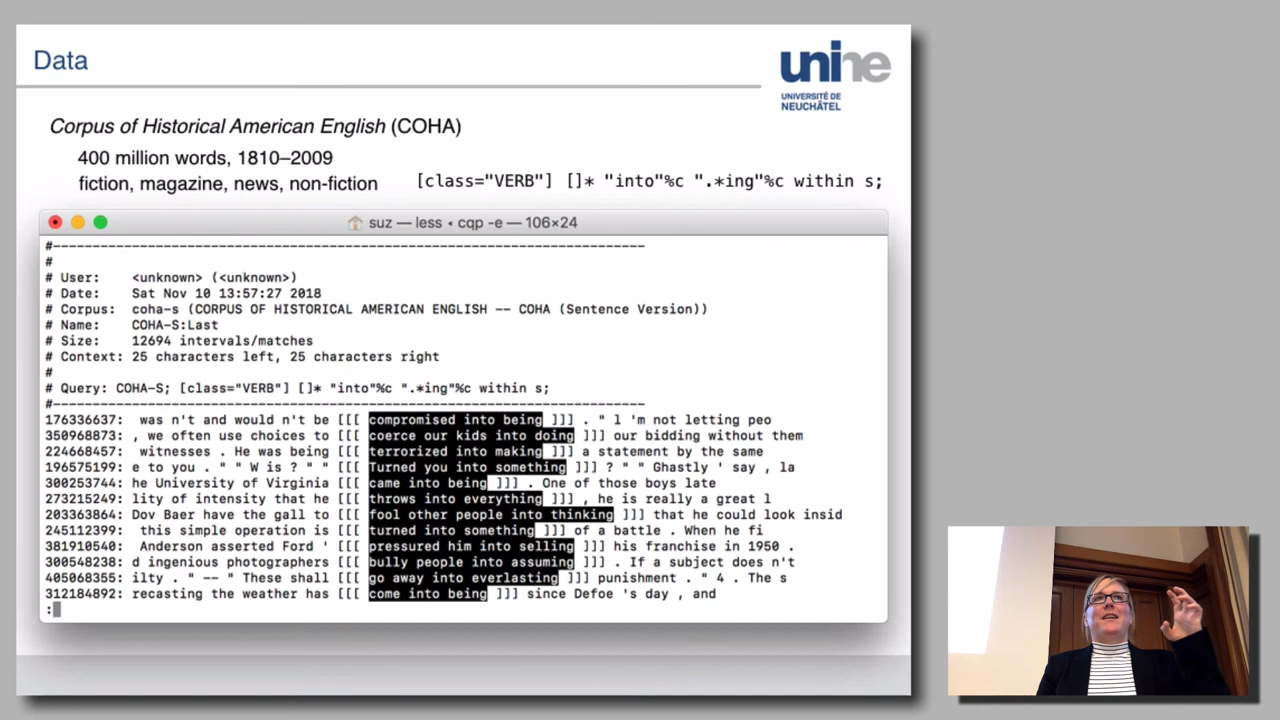 Data
unine
UNIVERSITÉ DE
NEUCHÂTEL
Corpus of Historical American English (COHA)
400 million words, 1810–2009
fiction, magazine, news, non-fiction
[class="VERB"] []* "into"%c ".*ing"%c within s;
suz — less ◂ cqp -e — 106×24
#---------------------------------------------------------------------------
#
# User: <unknown> (<unknown>)
# Date: Sat Nov 10 13:57:27 2018
# Corpus: coha-s (CORPUS OF HISTORICAL AMERICAN ENGLISH -- COHA (Sentence Version))
# Name: COHA-S:Last
# Size: 12694 intervals/matches
# Context: 25 characters left, 25 characters right
#
# Query: COHA-S; [class="VERB"] []* "into"%c ".*ing"%c within s;
#---------------------------------------------------------------------------
176336637: was n't and would n't be [[[ compromised into being ]]] . " l 'm not letting peo
350968873: , we often use choices to [[[ coerce our kids into doing ]]] our bidding without them
224668457: witnesses . He was being [[[ terrorized into making ]]] a statement by the same
196575199: e to you . " " W is ? " " [[[ Turned you into something ]]] ? " " Ghastly ' say , la
300253744: he University of Virginia [[[ came into being ]]] . One of those boys late
273215249: lity of intensity that he [[[ throws into everything ]]] , he is really a great l
203363864: Dov Baer have the gall to [[[ fool other people into thinking ]]] that he could look insid
245112399: this simple operation is [[[ turned into something ]]] of a battle . When he fi
381910540: Anderson asserted Ford ' [[[ pressured him into selling ]]] his franchise in 1950 .
300548238: d ingenious photographers [[[ bully people into assuming ]]] . If a subject does n't
405068355: ilty . " -- " These shall [[[ go away into everlasting ]]] punishment . " 4 . The s
312184892: recasting the weather has [[[ come into being ]]] since Defoe 's day , and
: